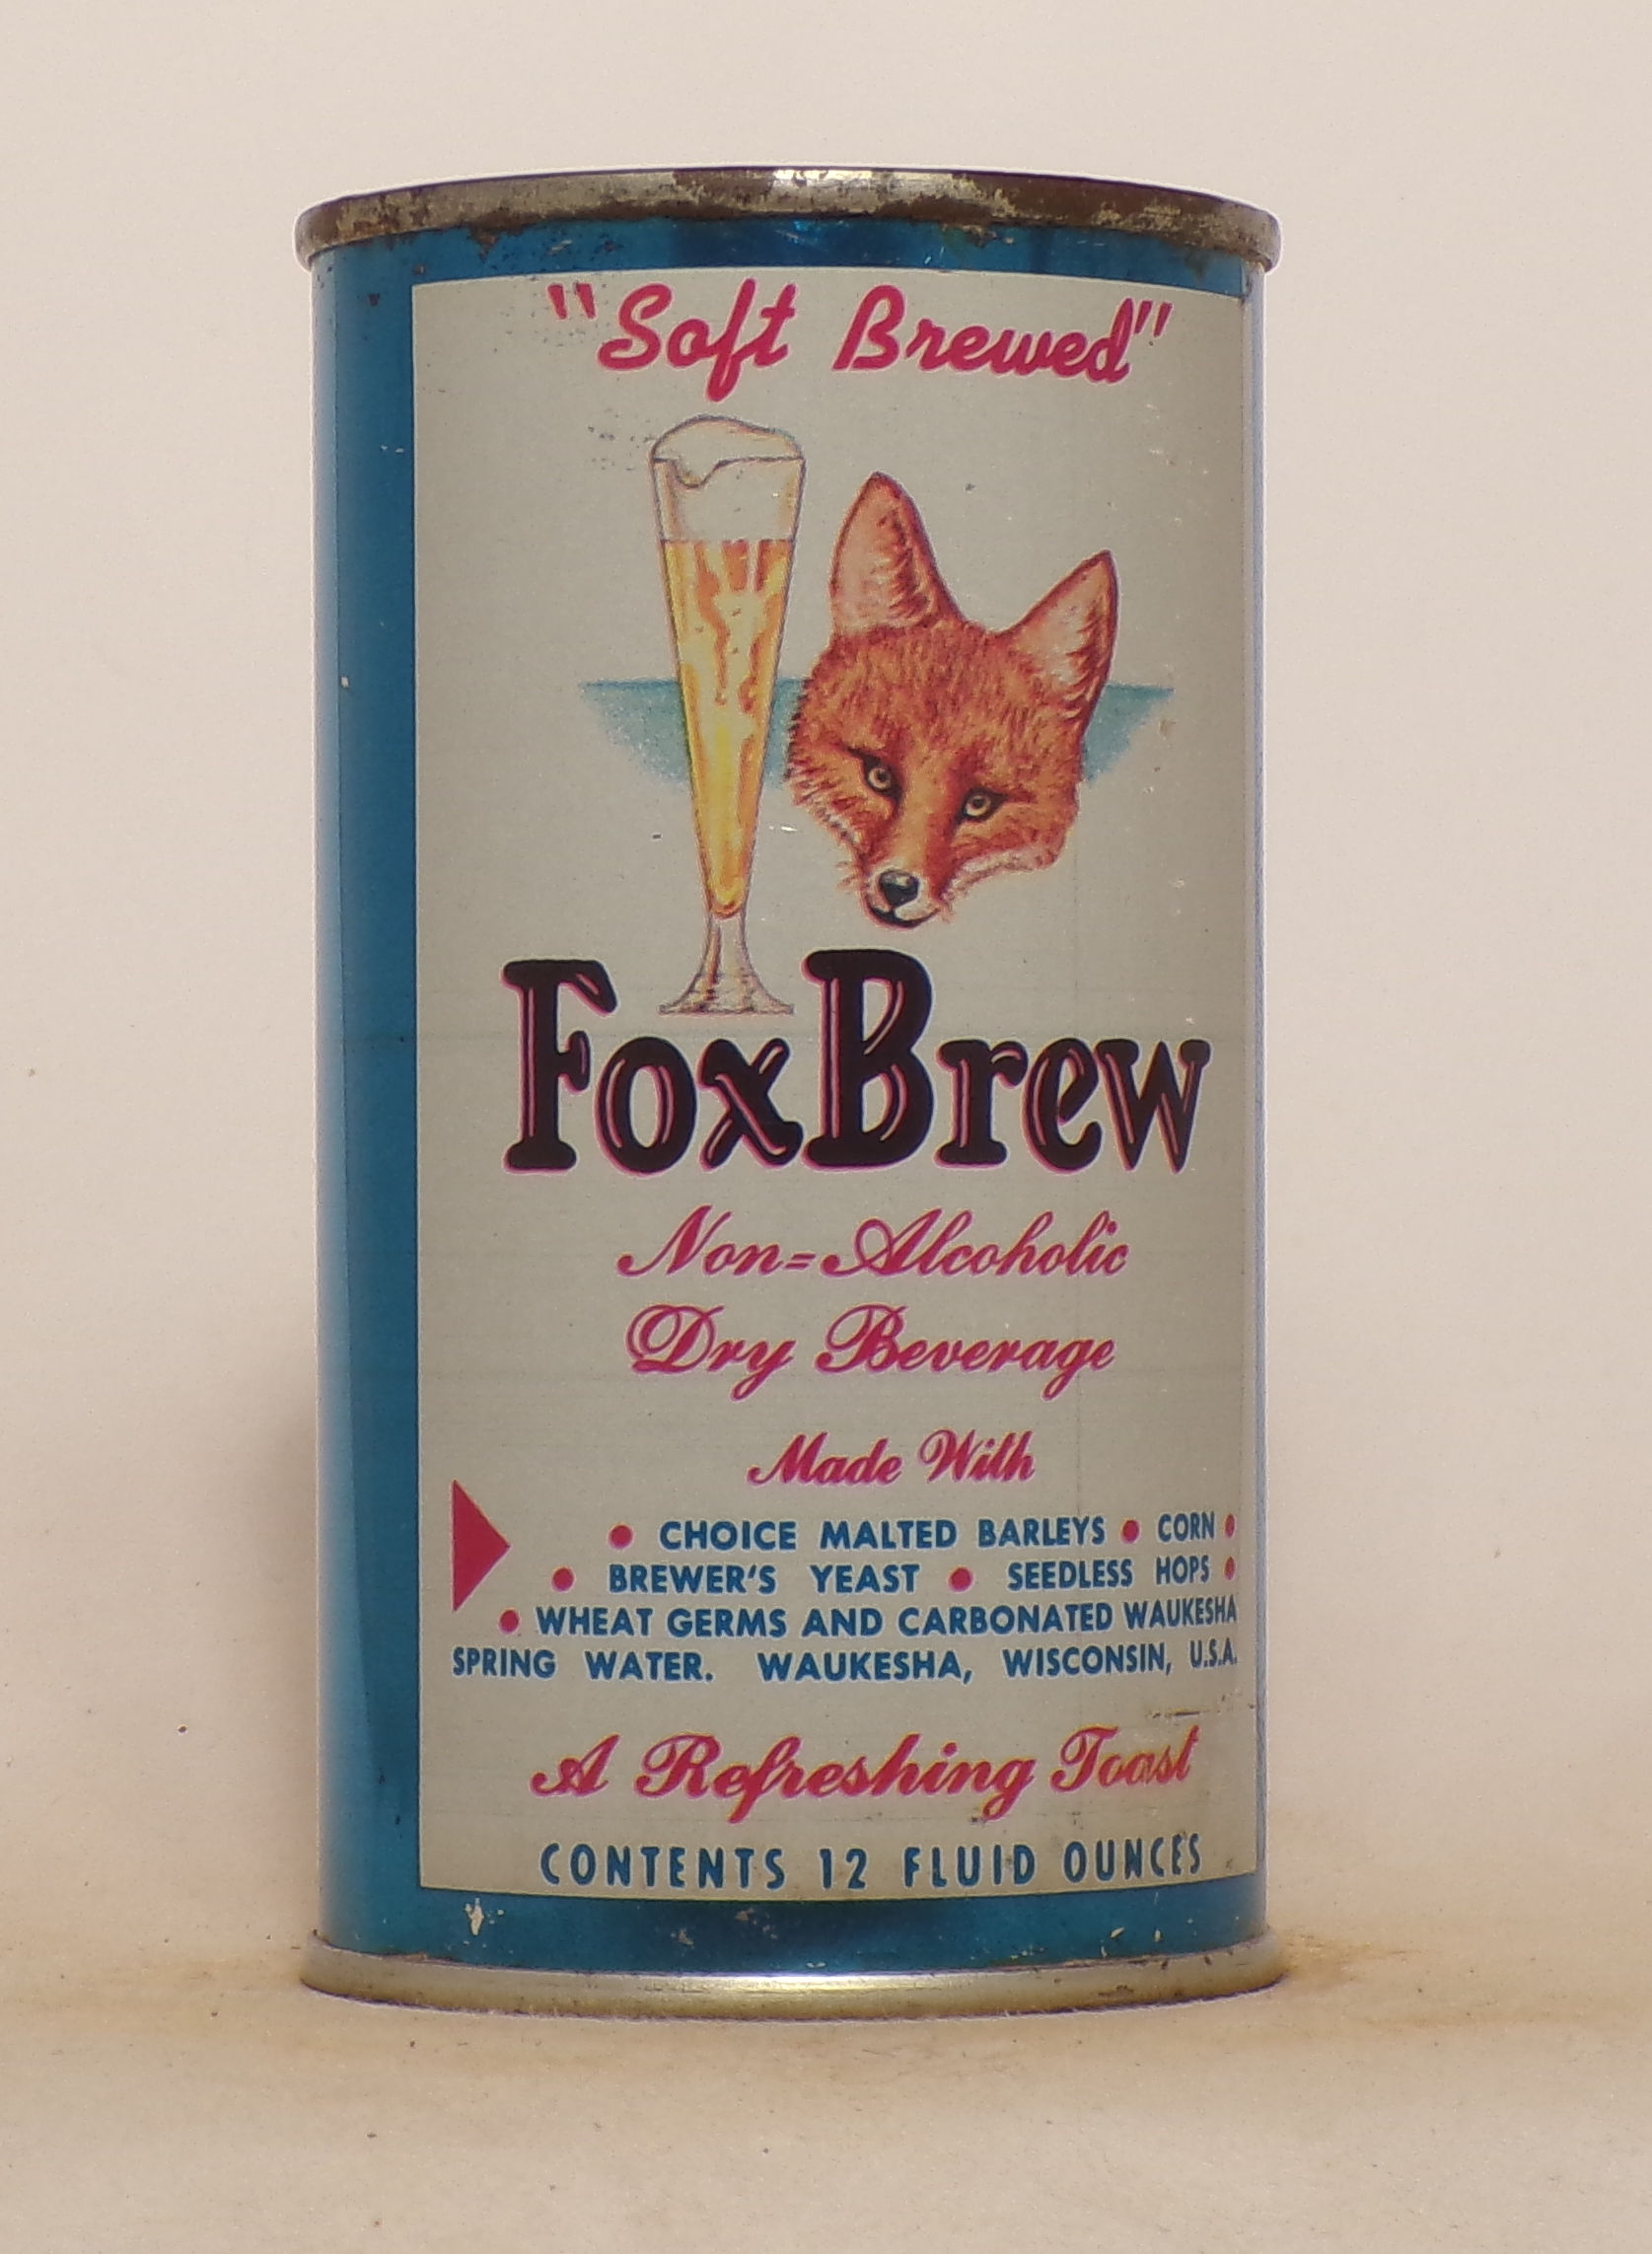 "Soft Brewed"
FoxBrew
Non-Alcoholic
Dry Beverage
Made With
• CHOICE MALTED BARLEYS • CORN •
• BREWER'S YEAST • SEEDLESS HOPS •
• WHEAT GERMS AND CARBONATED WAUKESHA
SPRING WATER. WAUKESHA, WISCONSIN, U.S.A.
A Refreshing Toast
CONTENTS 12 FLUID OUNCES